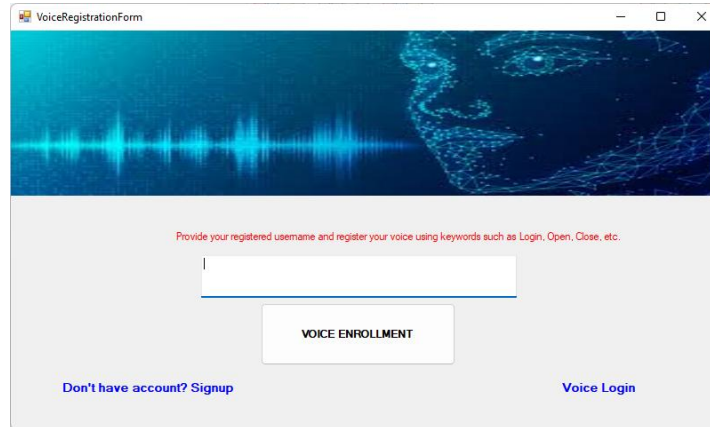 VoiceRegistrationForm
Provide your registered username and register your voice using keywords such as Login, Open, Close, etc.
VOICE ENROLLMENT
Don't have account? Signup
Voice Login